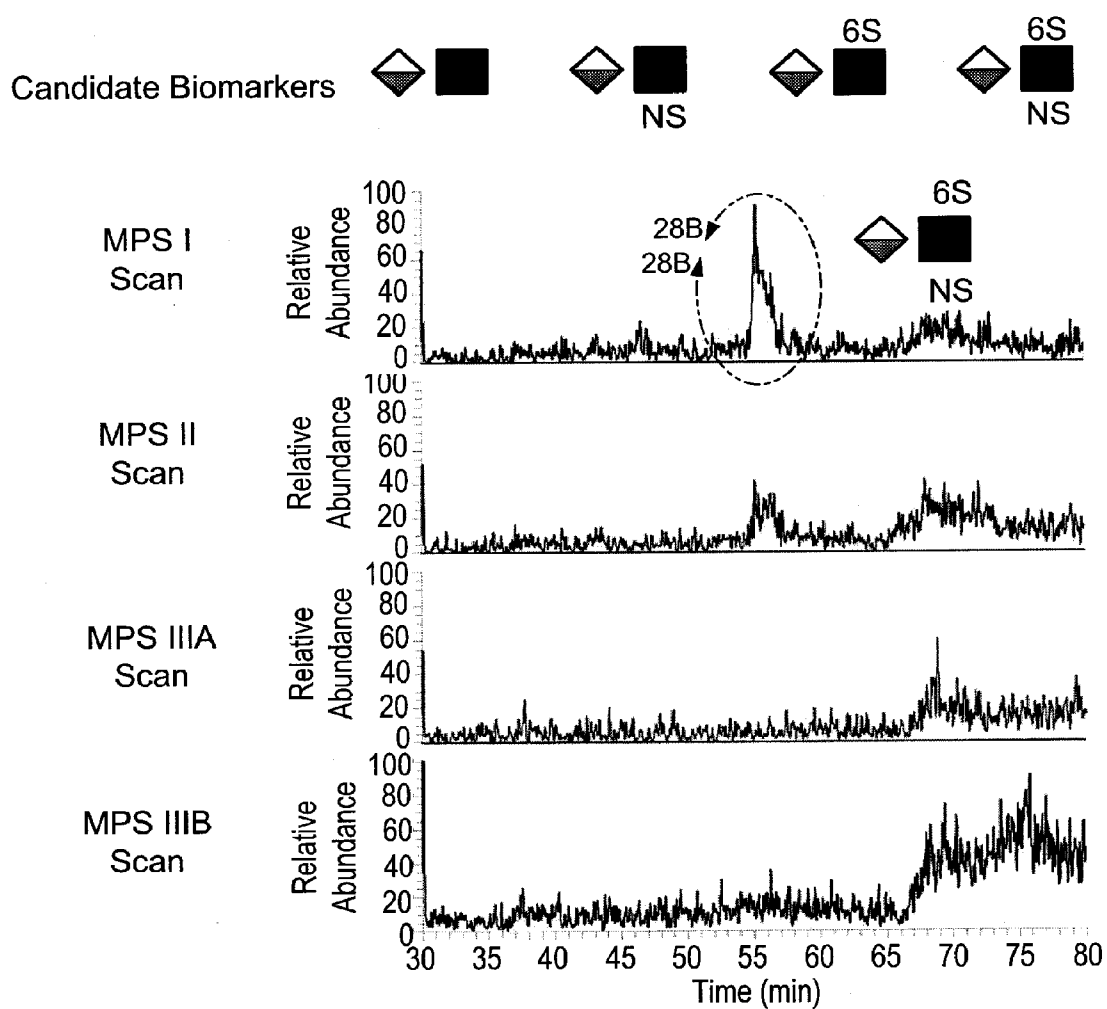 6S 6S
Candidate Biomarkers
NS NS
MPS I
Scan
Relative
Abundance
100
80
60
40
20
0
28B
28B
6S
NS
MPS II
Scan
Relative
Abundance
100
80
60
40
20
0
MPS IIIA
Scan
Relative
Abundance
100
80
60
40
20
0
MPS IIIB
Scan
Relative
Abundance
100
80
60
40
20
0
30 35 40 45 50 55 60 65 70 75 80
Time (min)